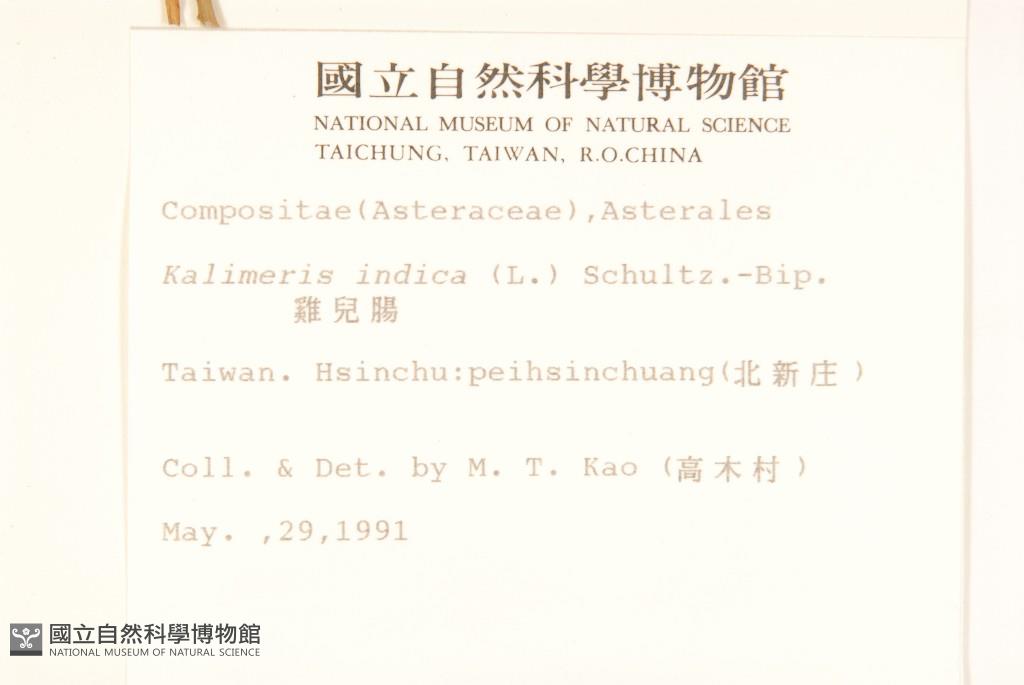 國立自然科學博物館
NATIONAL MUSEUM OF NATURAL SCIENCE
TAICHUNG, TAIWAN, R.O.CHINA
Compositae(Asteraceae),Asterales
Kalimeris indica (L.) Schultz.-Bip.
雞兒腸
Taiwan. Hsinchu:peihsinchuang(北新庄)
Coll. & Det. by M. T. Kao (高木村)
May. ,29,1991
國立自然科學博物館
NATIONAL MUSEUM OF NATURAL SCIENCE